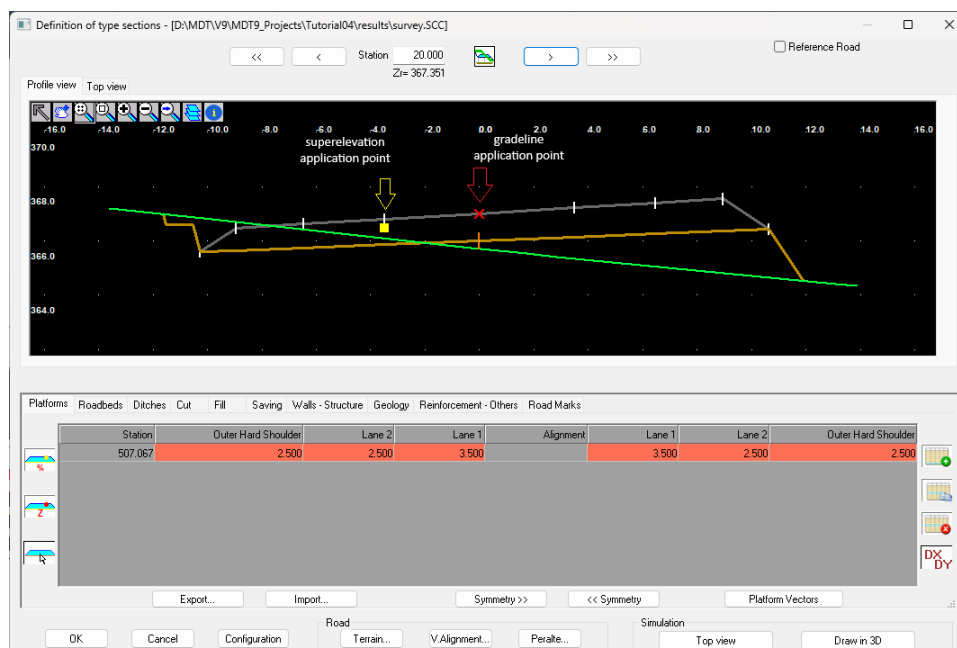 Definition of type sections - [D:\MDT\V9\MDT9_Projects\Tutorial04\results\survey.SCC]
<< < Station 20.000 > >> Reference Road
Zr= 367.351
Profile view Top view
-16.0 -14.0 -12.0 -10.0 -8.0 -6.0 -4.0 -2.0 0.0 2.0 4.0 6.0 8.0 10.0 12.0 14.0 16.0
370.0
superelevation
application point
gradeline
application point
368.0
366.0
364.0
Platforms Roadbeds Ditches Cut Fill Saving Walls - Structure Geology Reinforcement - Others Road Marks
Station Outer Hard Shoulder Lane 2 Lane 1 Alignment Lane 1 Lane 2 Outer Hard Shoulder
507.067 2.500 2.500 3.500 3.500 2.500 2.500
%
Z
DX
DY
Export... Import... Symmetry >> << Symmetry Platform Vectors
Road Simulation
OK Cancel Configuration Terrain... V.Alignment... Peralte... Top view Draw in 3D